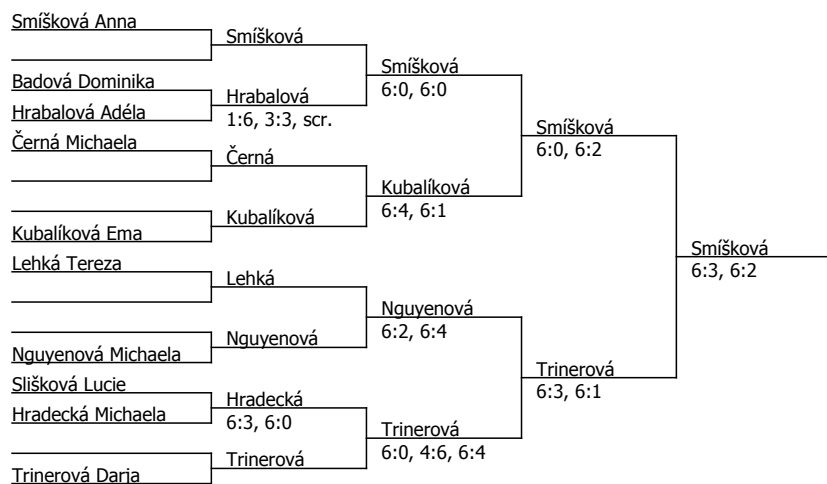 Smíšková Anna
Badová Dominika
Hrabalová Adéla
Černá Michaela
Kubalíková Ema
Lehká Tereza
Nguyenová Michaela
Slišková Lucie
Hradecká Michaela
Trinerová Darja
Smíšková
Hrabalová
1:6, 3:3, scr.
Černá
Kubalíková
Lehká
Nguyenová
Hradecká
6:3, 6:0
Trinerová
Smíšková
6:0, 6:0
Kubalíková
6:4, 6:1
Nguyenová
6:2, 6:4
Trinerová
6:0, 4:6, 6:4
Smíšková
6:0, 6:2
Trinerová
6:3, 6:1
Smíšková
6:3, 6:2